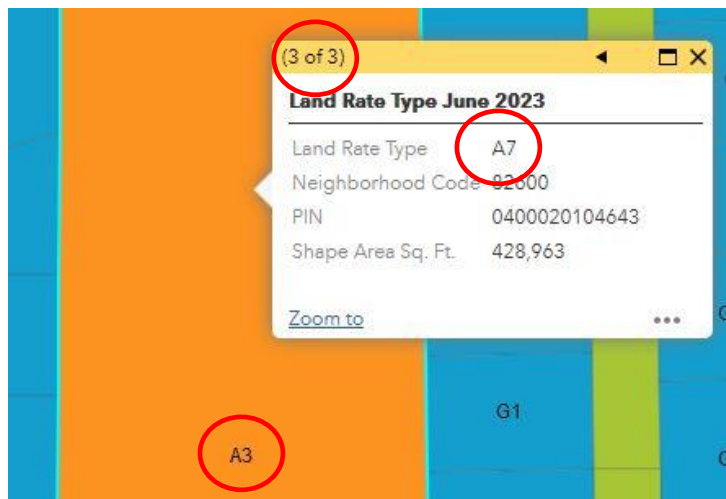 (3 of 3)
Land Rate Type June 2023
Land Rate Type A7
Neighborhood Code 82600
PIN 0400020104643
Shape Area Sq. Ft. 428,963
Zoom to
G1
A3